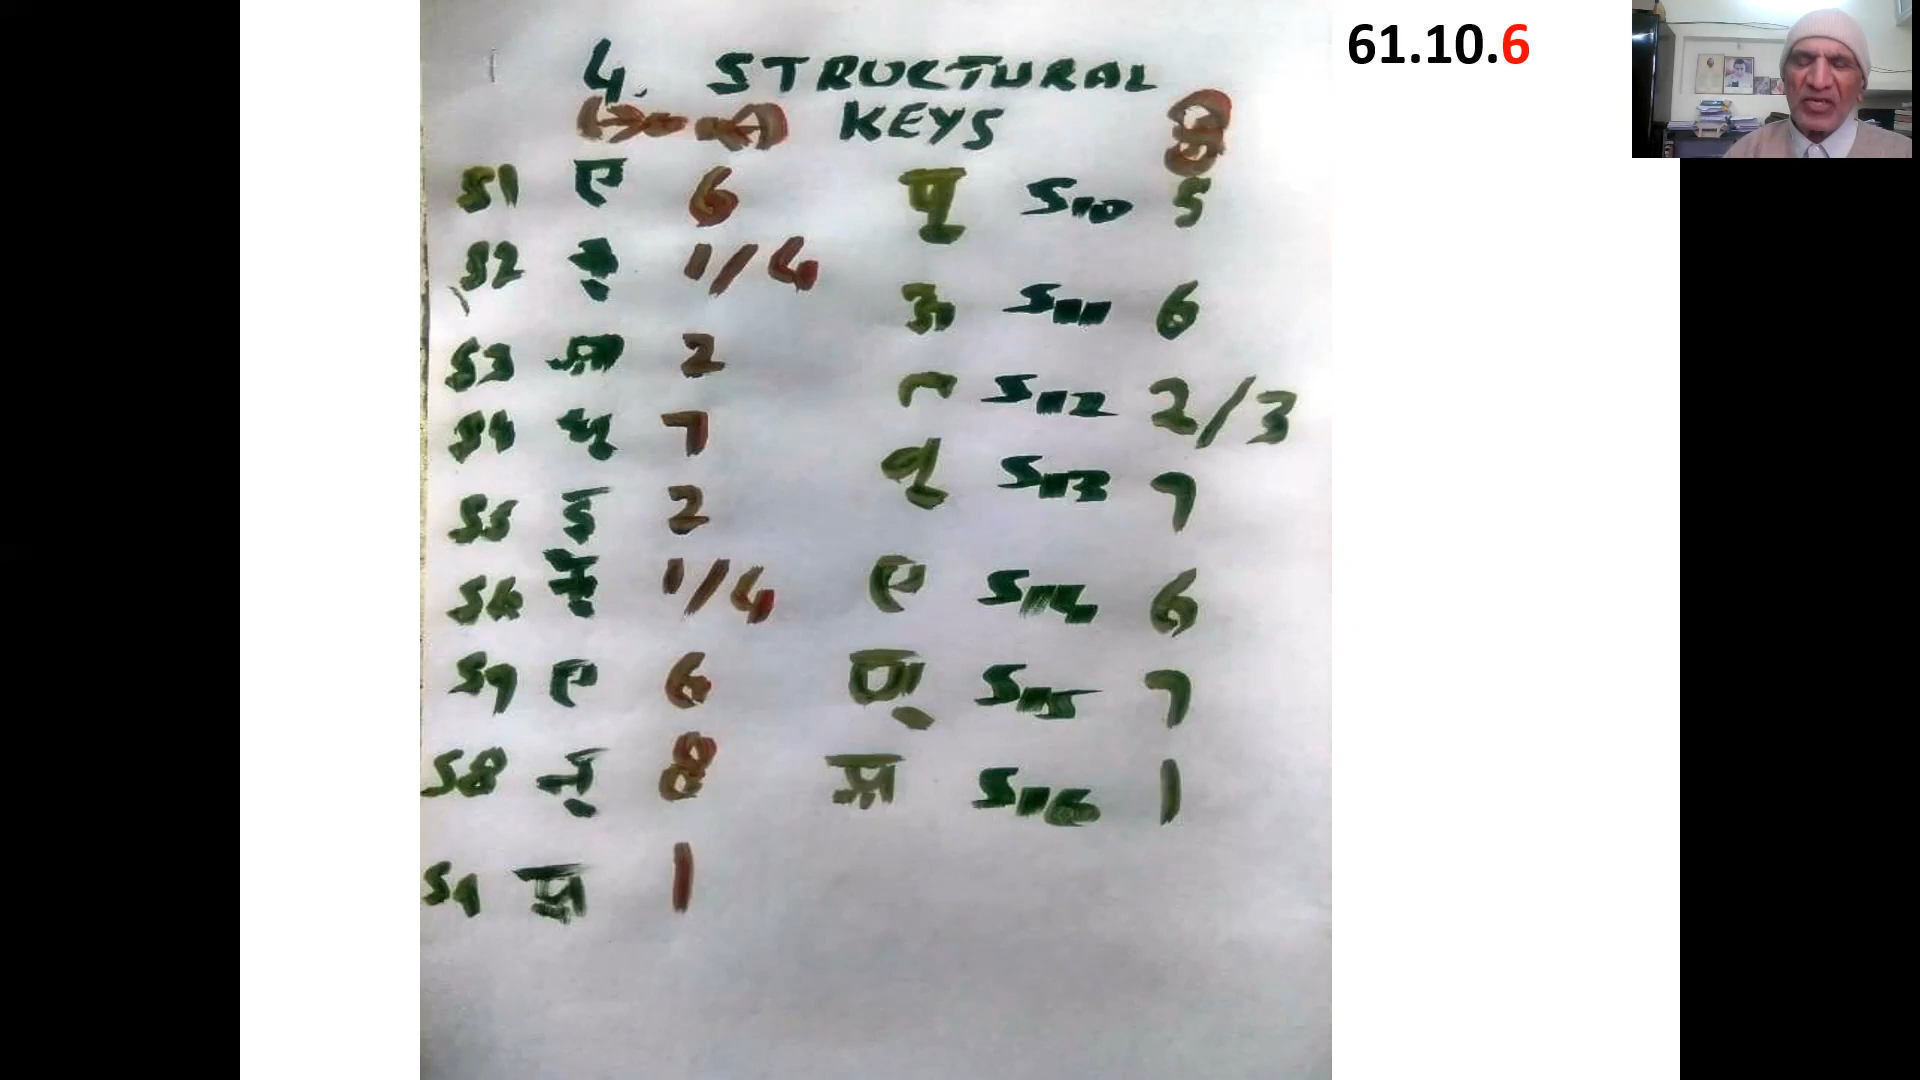 61.10.6
4. STRUCTURAL
KEYS
S1 ए 6
S2 1/4
S3 2
S4 7
S5 इ 2
S6 1/4
S7 ए 6
S8 न् 8
S9 1
S10 5
S11 6
S12 2/3
S13 7
S14 ए 6
S15 ण् 7
S16 1